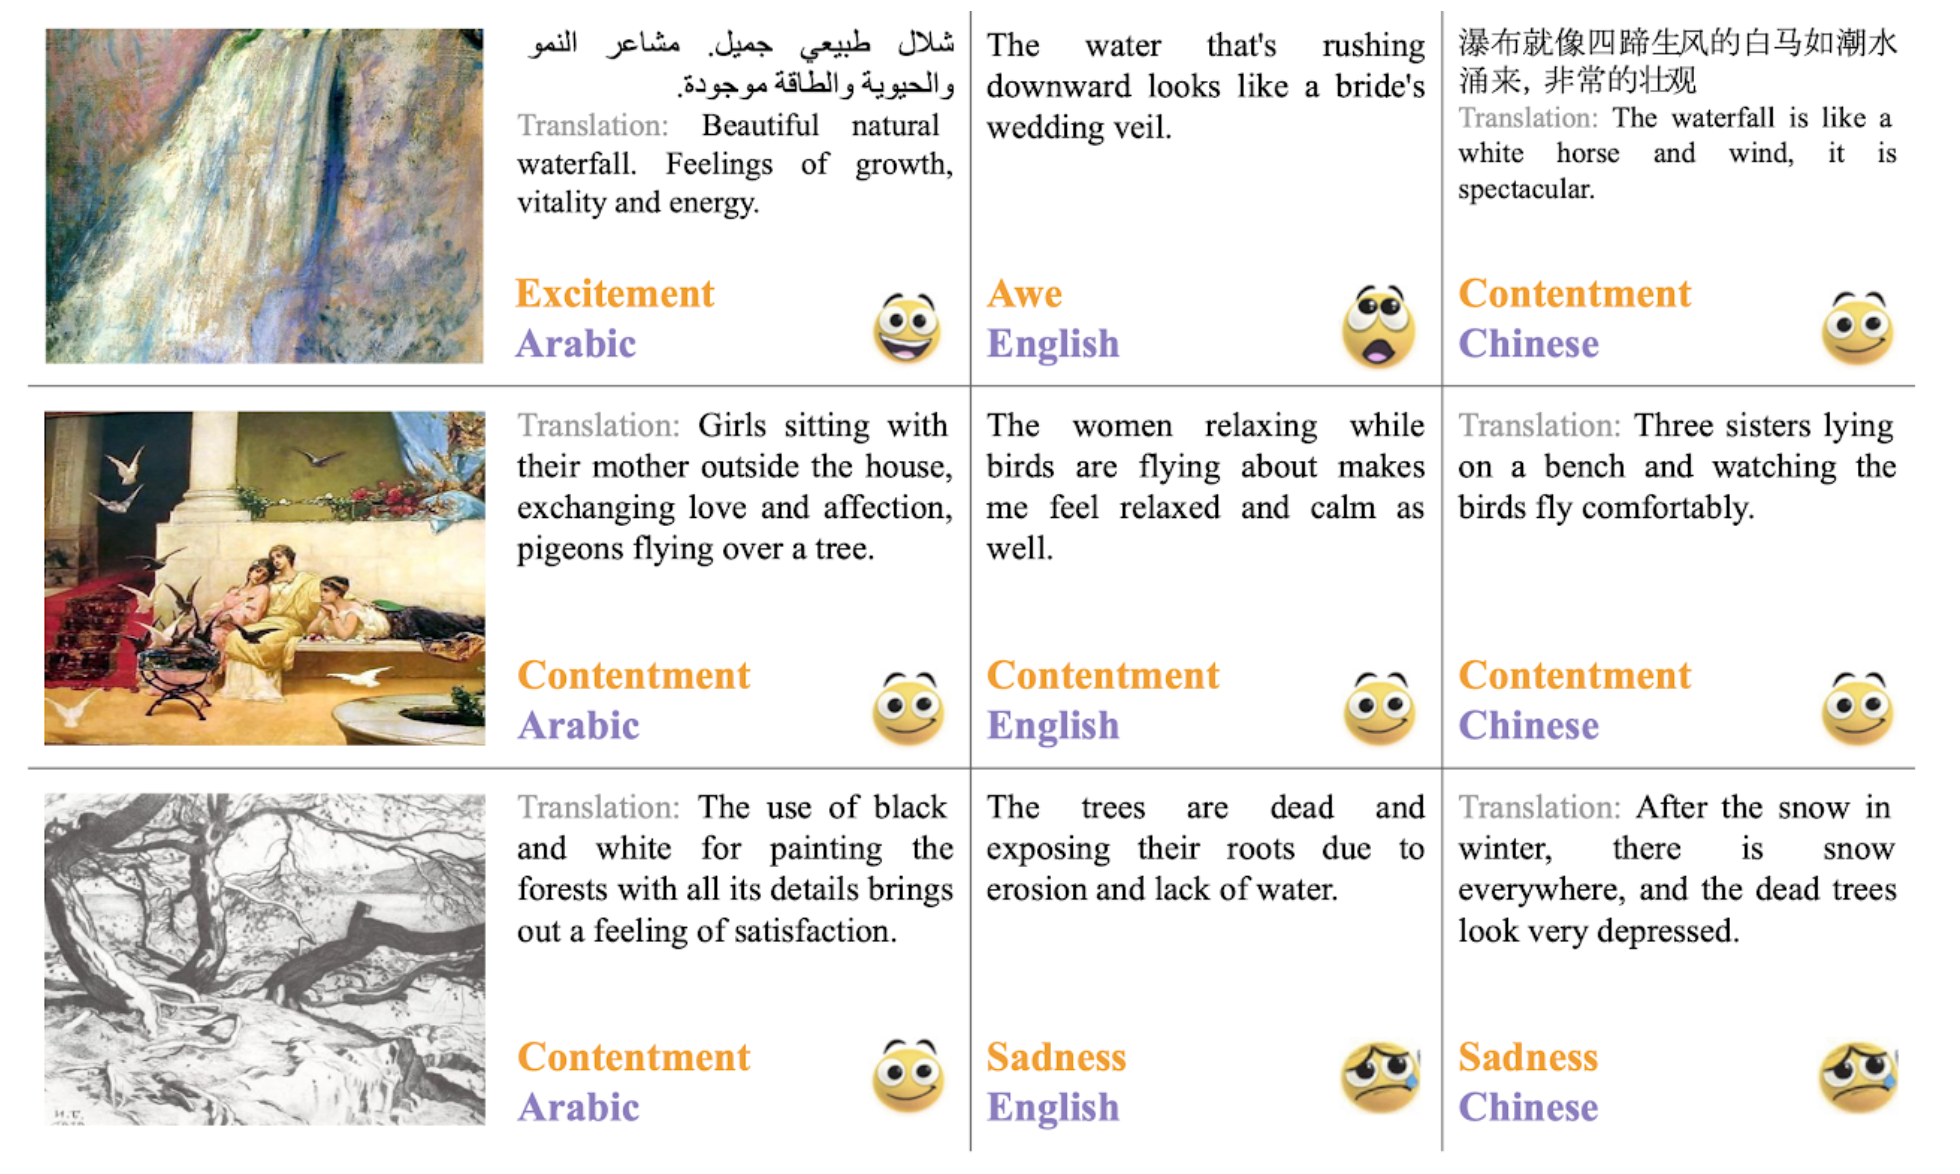 شلال طبيعي جميل. مشاعر النمو
والحيوية والطاقة موجودة.
Translation: Beautiful natural
waterfall. Feelings of growth,
vitality and energy.
Excitement
Arabic
The water that's rushing
downward looks like a bride's
wedding veil.
Awe
English
瀑布就像四蹄生风的白马如潮水
涌来, 非常的壮观
Translation: The waterfall is like a
white horse and wind, it is
spectacular.
Contentment
Chinese
Translation: Girls sitting with
their mother outside the house,
exchanging love and affection,
pigeons flying over a tree.
Contentment
Arabic
The women relaxing while
birds are flying about makes
me feel relaxed and calm as
well.
Contentment
English
Translation: Three sisters lying
on a bench and watching the
birds fly comfortably.
Contentment
Chinese
Translation: The use of black
and white for painting the
forests with all its details brings
out a feeling of satisfaction.
Contentment
Arabic
The trees are dead and
exposing their roots due to
erosion and lack of water.
Sadness
English
Translation: After the snow in
winter, there is snow
everywhere, and the dead trees
look very depressed.
Sadness
Chinese